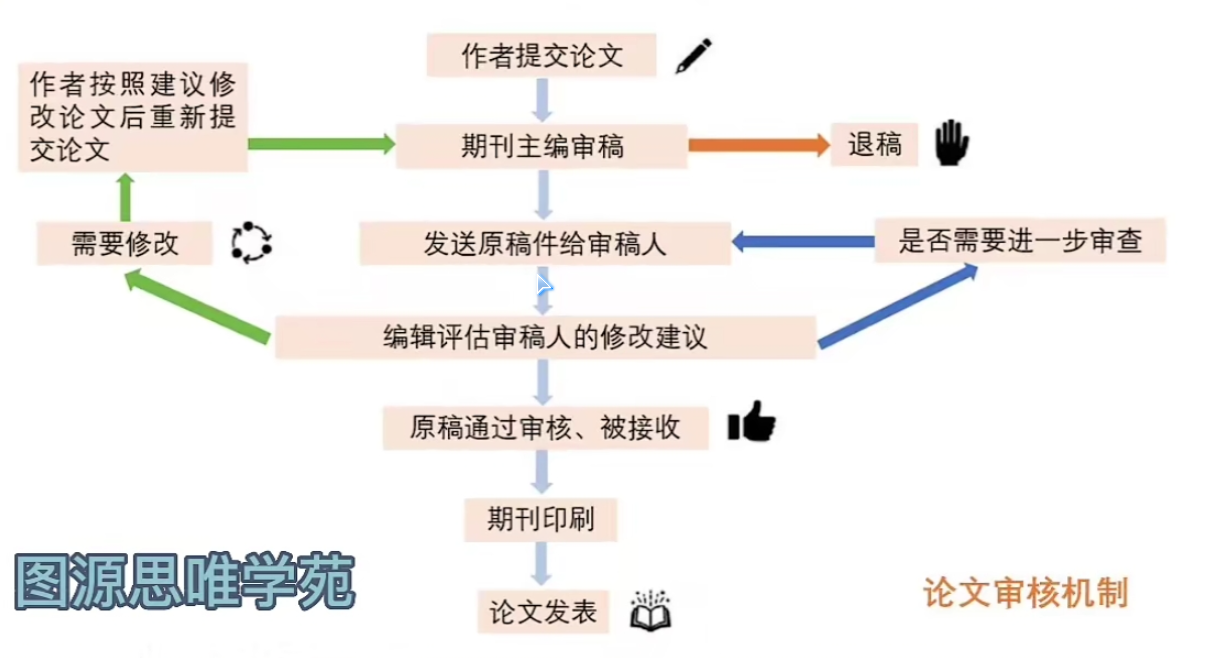 作者提交论文
作者按照建议修
改论文后重新提
交论文
期刊主编审稿
退稿
需要修改
发送原稿件给审稿人
是否需要进一步审查
编辑评估审稿人的修改建议
原稿通过审核、被接收
期刊印刷
图源思唯学苑
论文审核机制
论文发表